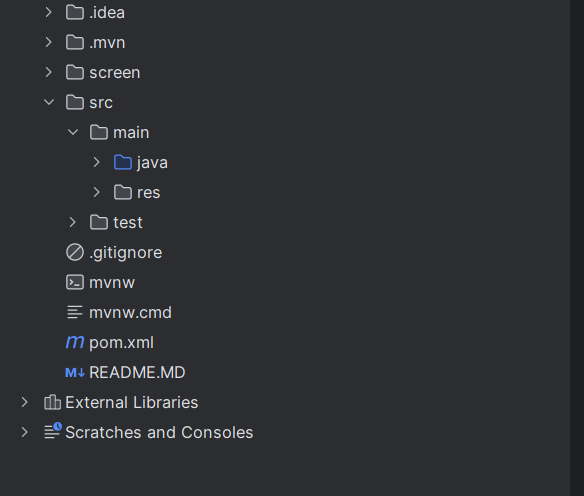 .idea
.mvn
screen
src
main
java
res
test
.gitignore
mvnw
mvnw.cmd
m pom.xml
M↓ README.MD
External Libraries
Scratches and Consoles